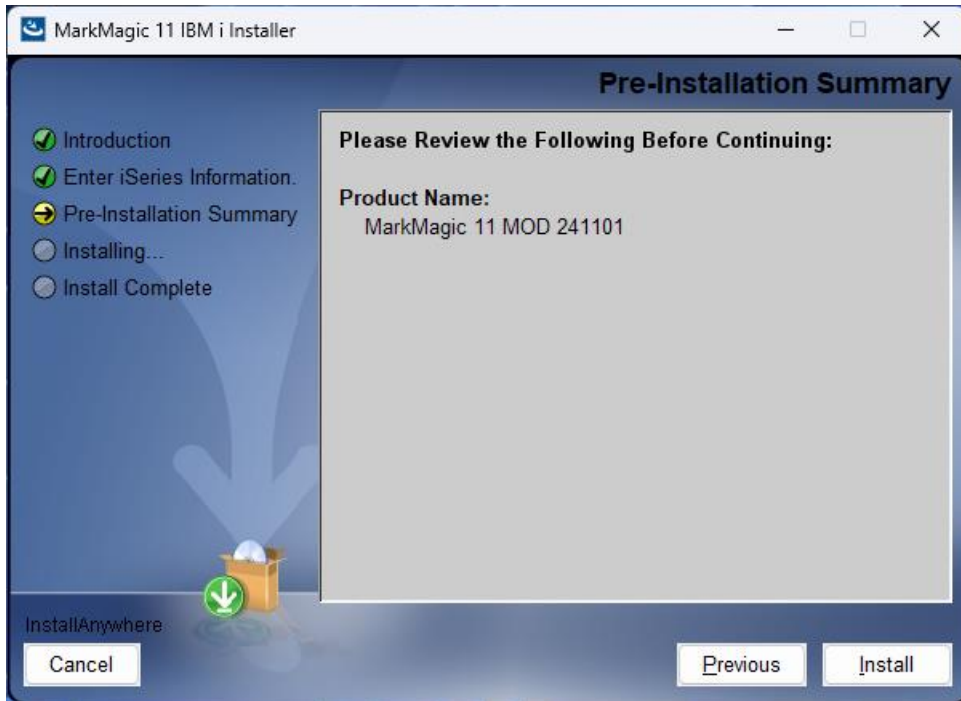 MarkMagic 11 IBM i Installer
Pre-Installation Summary
Introduction
Enter iSeries Information.
Pre-Installation Summary
Installing...
Install Complete
Please Review the Following Before Continuing:
Product Name:
MarkMagic 11 MOD 241101
InstallAnywhere
Cancel
Previous
Install